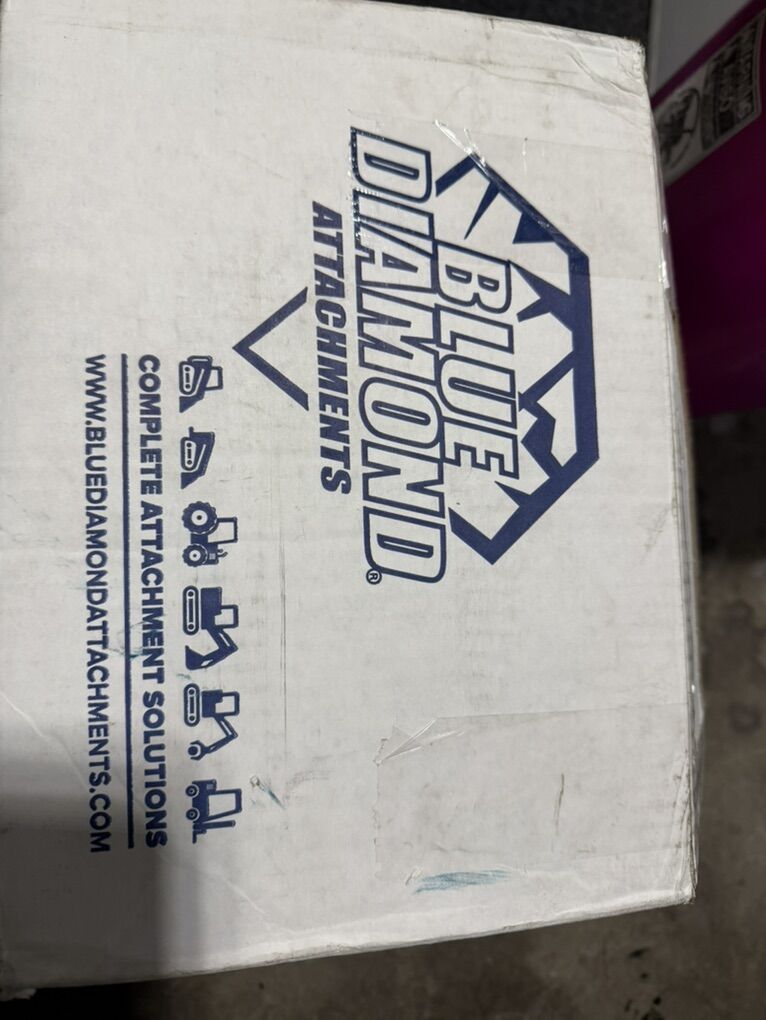 BLUE
DIAMOND®
ATTACHMENTS
COMPLETE ATTACHMENT SOLUTIONS
WWW.BLUEDIAMONDATTACHMENTS.COM